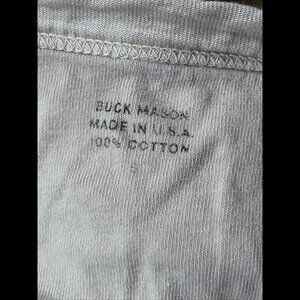 BUCK MASON
MADE IN U.S.A
100% COTTON
S